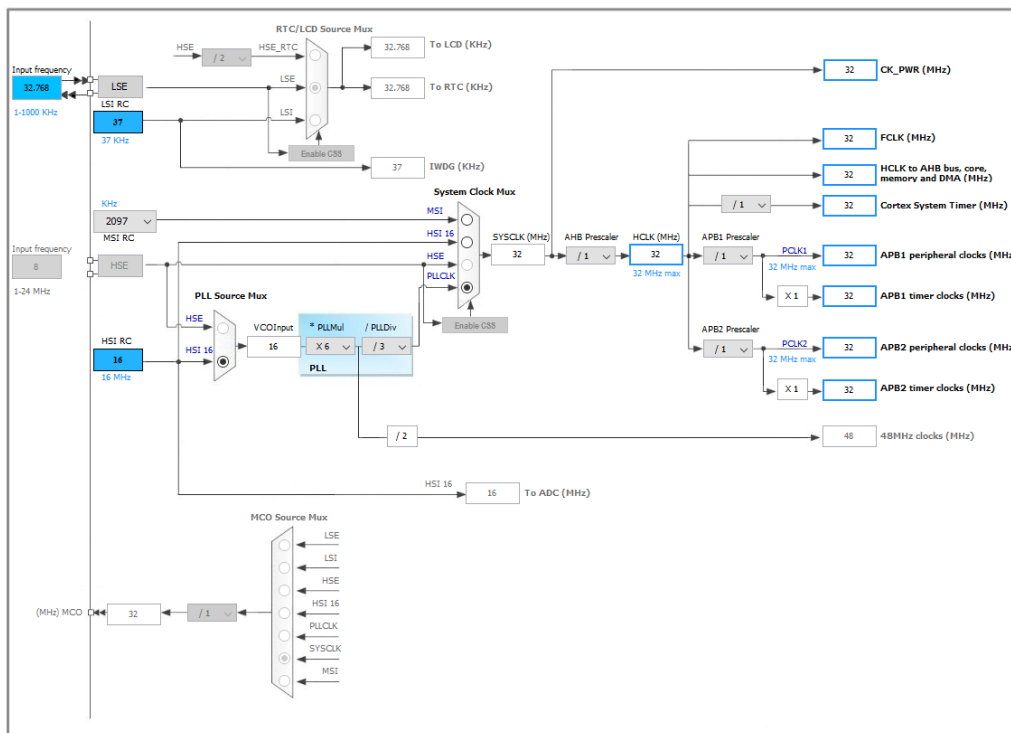 RTC/LCD Source Mux
HSE
/ 2
HSE_RTC
32.768
To LCD (KHz)
Input frequency
32.768
1-1000 KHz
LSE
LSE
32.768
To RTC (KHz)
32
CK_PWR (MHz)
LSI RC
37
37 KHz
LSI
Enable CSS
37
IWDG (KHz)
32
FCLK (MHz)
32
HCLK to AHB bus, core,
memory and DMA (MHz)
System Clock Mux
/ 1
32
Cortex System Timer (MHz)
KHz
2097
MSI RC
MSI
HSI 16
HSE
PLLCLK
SYSCLK (MHz)
32
AHB Prescaler
/ 1
HCLK (MHz)
32
32 MHz max
APB1 Prescaler
/ 1
PCLK1
32 MHz max
32
APB1 peripheral clocks (MHz
X 1
32
APB1 timer clocks (MHz)
Input frequency
8
1-24 MHz
HSE
Enable CSS
PLL Source Mux
HSE
HSI 16
VCOInput
16
* PLLMul
/ PLLDiv
X 6
/ 3
PLL
HSI RC
16
16 MHz
APB2 Prescaler
/ 1
PCLK2
32 MHz max
32
APB2 peripheral clocks (MHz
X 1
32
APB2 timer clocks (MHz)
/ 2
48
48MHz clocks (MHz)
HSI 16
16
To ADC (MHz)
MCO Source Mux
LSE
LSI
HSE
HSI 16
PLLCLK
SYSCLK
MSI
(MHz) MCO
32
/ 1